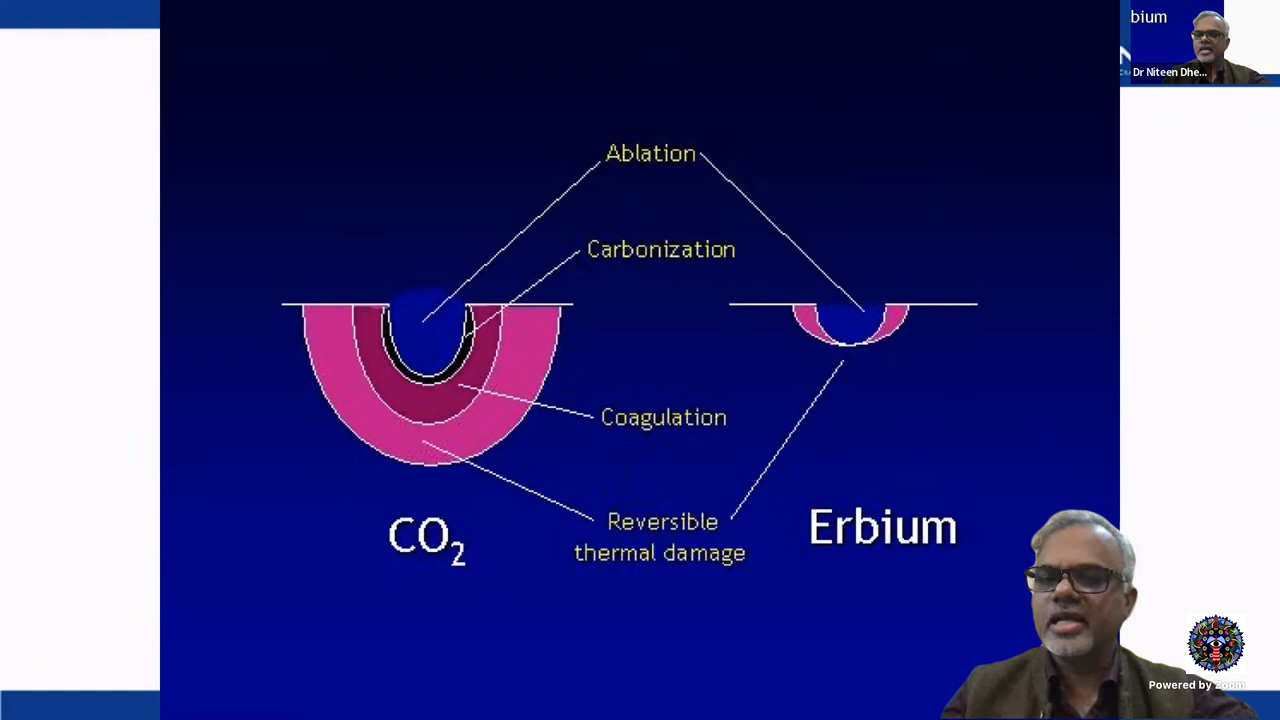 bium
Dr Niteen Dhe...
Ablation
Carbonization
Coagulation
Reversible
thermal damage
CO₂
Erbium
Powered by Zoom